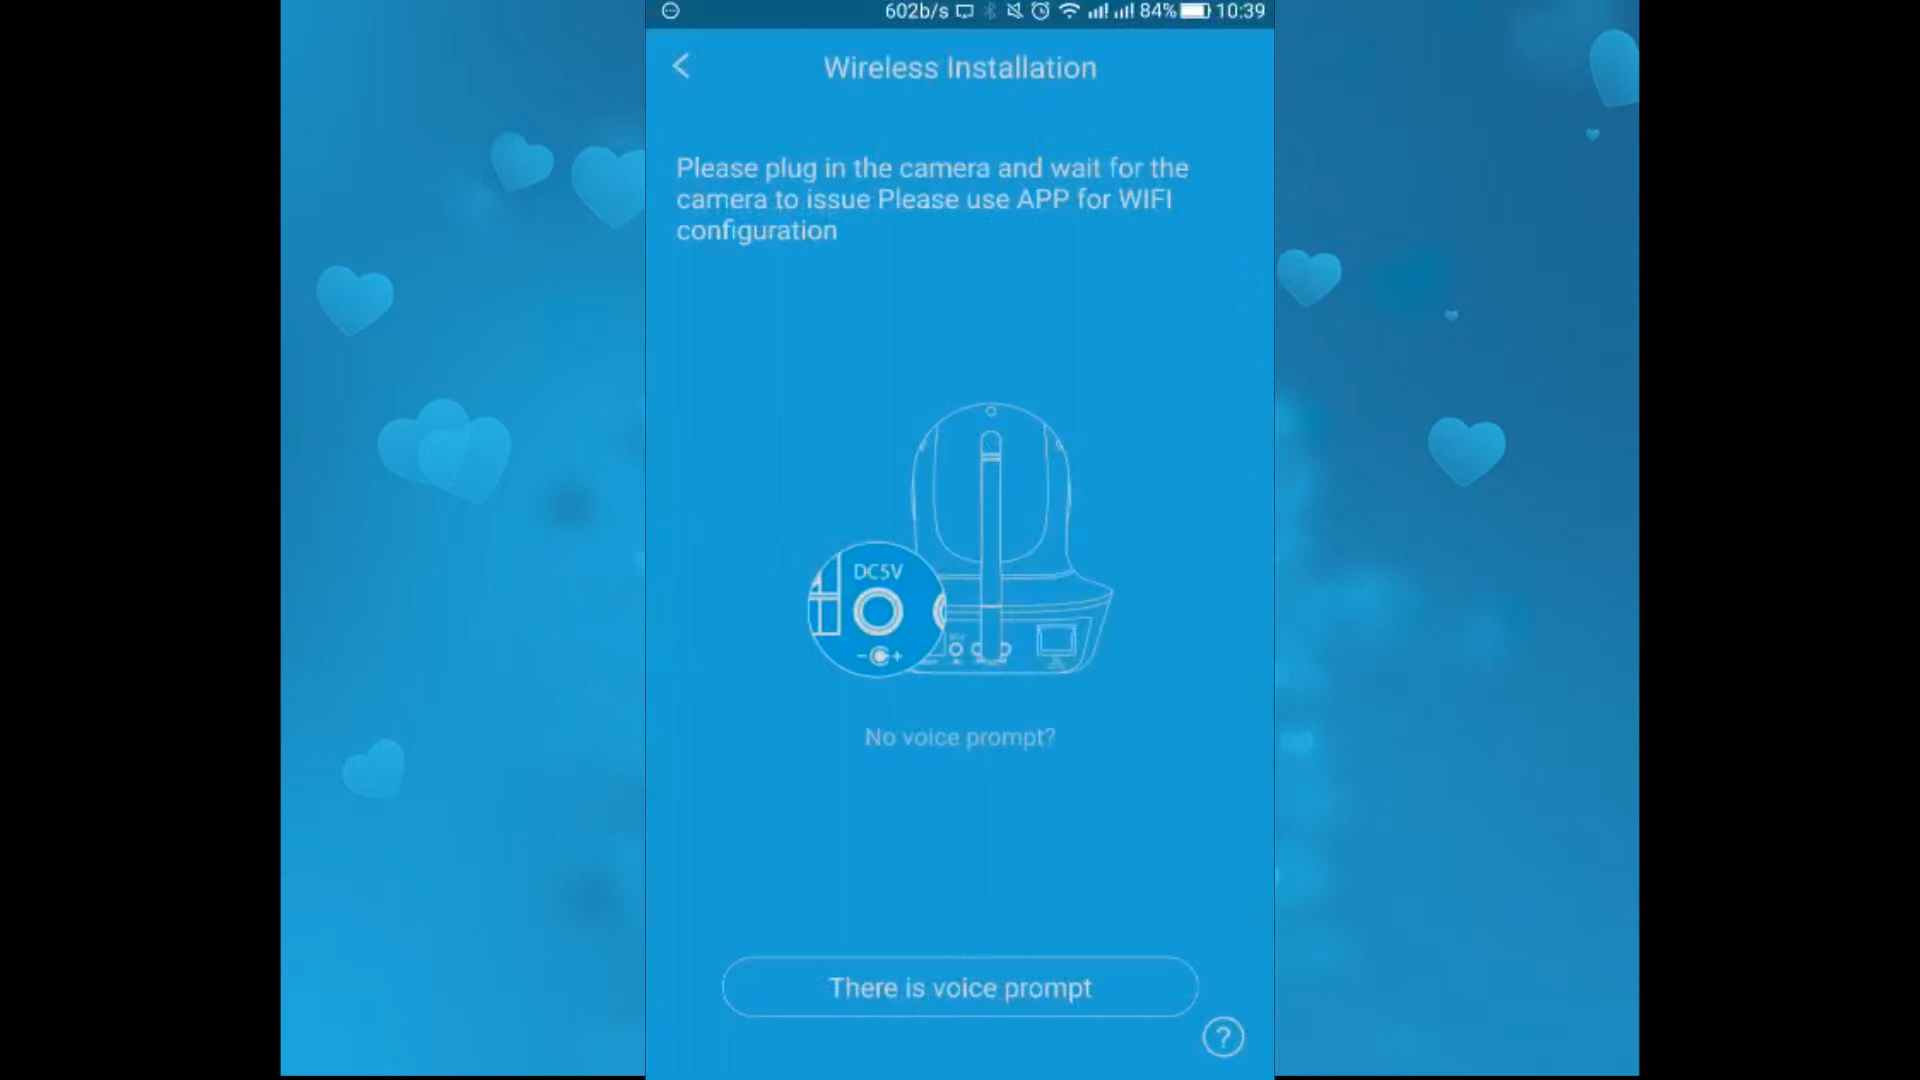 602b/s 84% 10:39
Wireless Installation
Please plug in the camera and wait for the
camera to issue Please use APP for WIFI
configuration
DC5V
No voice prompt?
There is voice prompt
?